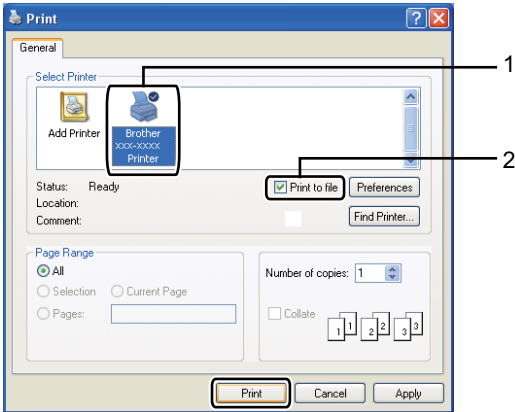 Print
General
1
Select Printer
Add Printer
Brother
xxx-xxxx
Printer
2
Status: Ready
Print to file
Preferences
Location:
Comment:
Find Printer...
Page Range
All
Number of copies: 1
Selection
Current Page
Pages:
Collate
1 1 2 2 3 3
Print
Cancel
Apply